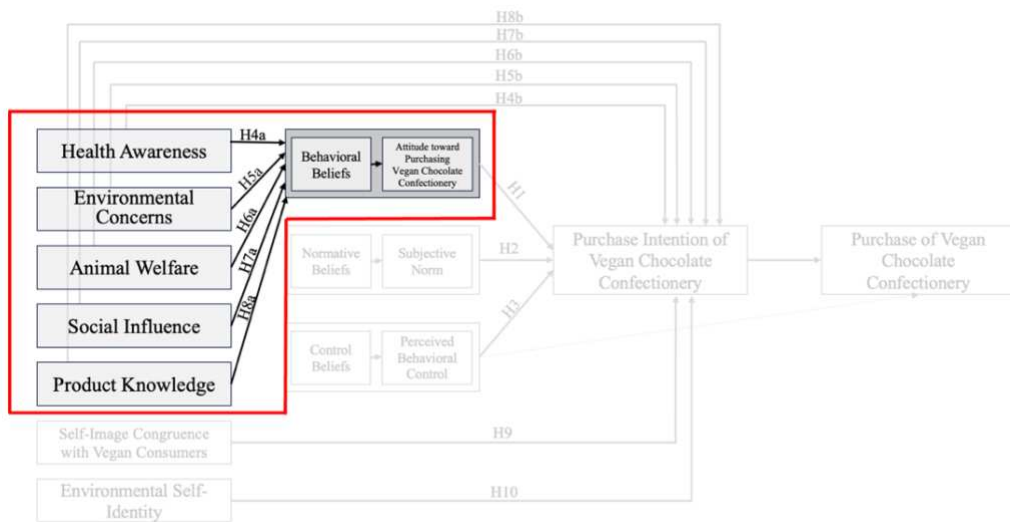 H8b
H7b
H6b
H5b
H4b
Health Awareness
H4a
Behavioral
Beliefs
Attitude toward
Purchasing
Vegan Chocolate
Confectionery
Environmental
Concerns
H5a
H1
Animal Welfare
H6a
Normative
Beliefs
Subjective
Norm
H2
Purchase Intention of
Vegan Chocolate
Confectionery
Purchase of Vegan
Chocolate
Confectionery
H7a
Social Influence
H8a
H3
Control
Beliefs
Perceived
Behavioral
Control
Product Knowledge
Self-Image Congruence
with Vegan Consumers
H9
Environmental Self-
Identity
H10